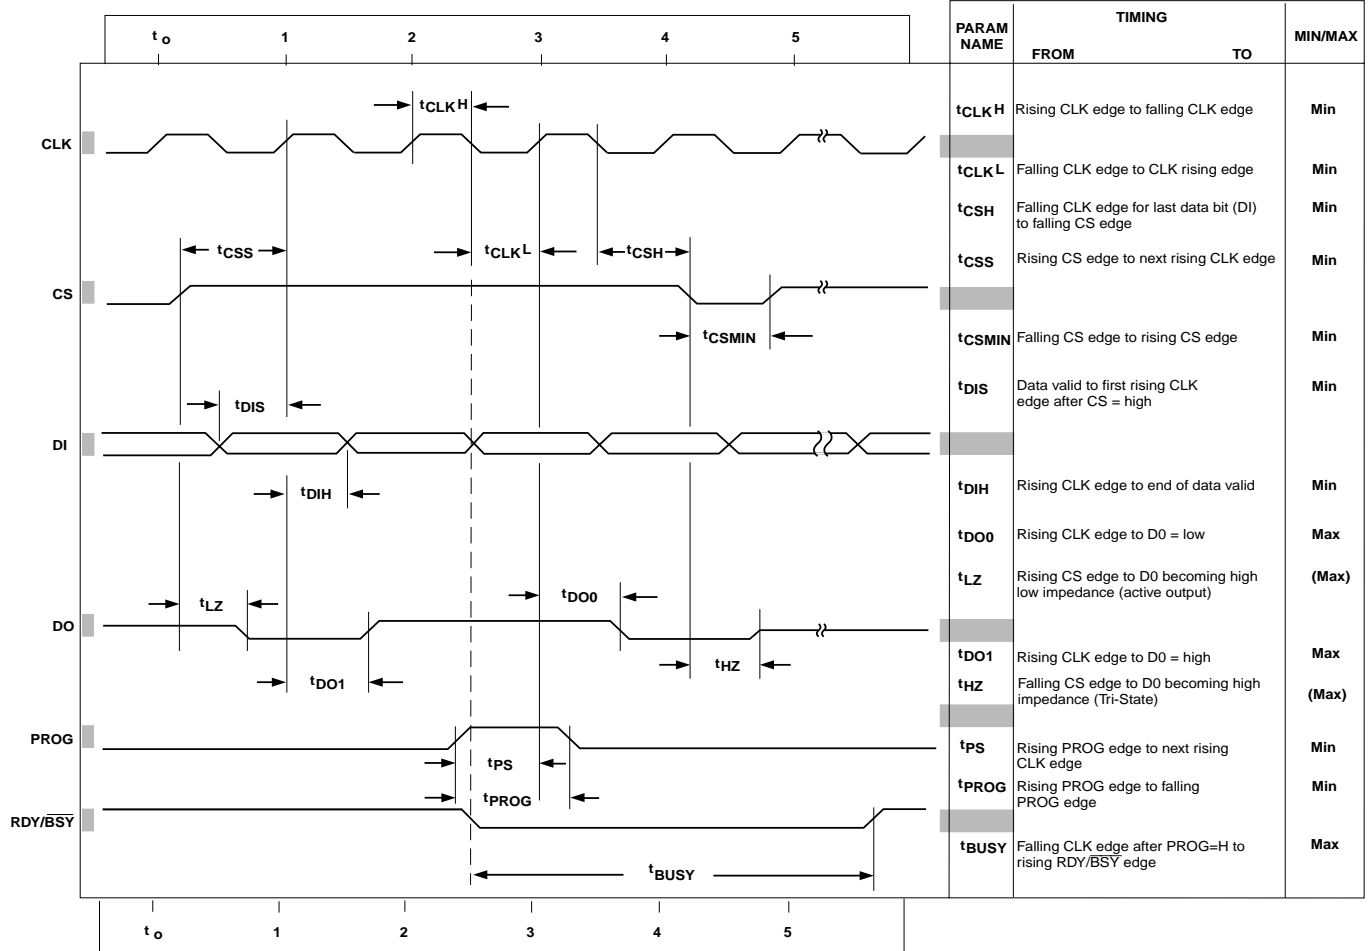 to 1 2 3 4 5
PARAM NAME
TIMING
FROM TO
MIN/MAX
CLK
tCLKH
tCSS
tCLKL
tCSH
CS
tCSMIN
tDIS
DI
tDIH
tLZ
tDO0
DO
tDO1
tHZ
PROG
tPS
tPROG
RDY/BSY
tBUSY
to 1 2 3 4 5
tCLKH Rising CLK edge to falling CLK edge Min
tCLKL Falling CLK edge to CLK rising edge Min
tCSH Falling CLK edge for last data bit (DI) Min
to falling CS edge
tCSS Rising CS edge to next rising CLK edge Min
tCSMIN Falling CS edge to rising CS edge Min
tDIS Data valid to first rising CLK Min
edge after CS = high
tDIH Rising CLK edge to end of data valid Min
tDO0 Rising CLK edge to D0 = low Max
tLZ Rising CS edge to D0 becoming high (Max)
low impedance (active output)
tDO1 Rising CLK edge to D0 = high Max
tHZ Falling CS edge to D0 becoming high (Max)
impedance (Tri-State)
tPS Rising PROG edge to next rising Min
CLK edge
tPROG Rising PROG edge to falling Min
PROG edge
tBUSY Falling CLK edge after PROG=H to Max
rising RDY/BSY edge